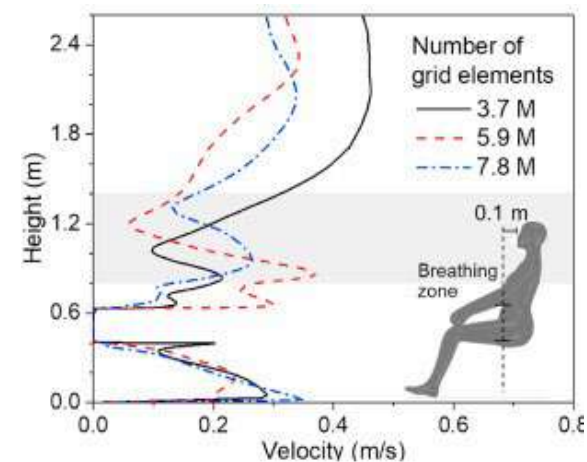 2.4
1.8
1.2
0.6
0.0
Height (m)
0.0
0.2
0.4
0.6
0.8
Velocity (m/s)
Number of
grid elements
3.7 M
5.9 M
7.8 M
0.1 m
Breathing
zone